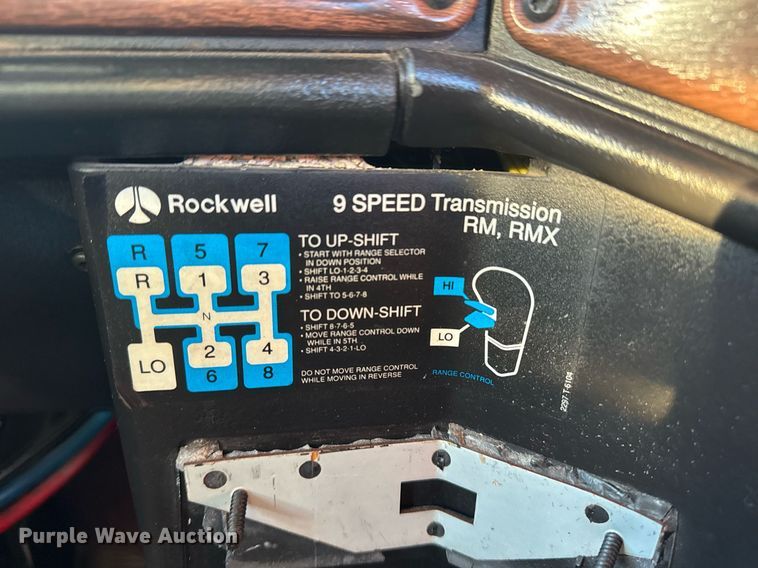 Rockwell
9 SPEED Transmission
RM, RMX
R 5 7
R 1 3
N
LO 2 4
6 8
TO UP-SHIFT
• START WITH RANGE SELECTOR
IN DOWN POSITION
• SHIFT LO-1-2-3-4
• RAISE RANGE CONTROL WHILE
IN 4TH
• SHIFT TO 5-6-7-8
TO DOWN-SHIFT
• SHIFT 8-7-6-5
• MOVE RANGE CONTROL DOWN
WHILE IN 5TH
• SHIFT 4-3-2-1-LO
DO NOT MOVE RANGE CONTROL
WHILE MOVING IN REVERSE
HI
LO
RANGE CONTROL
2297-T-6104
Purple Wave Auction